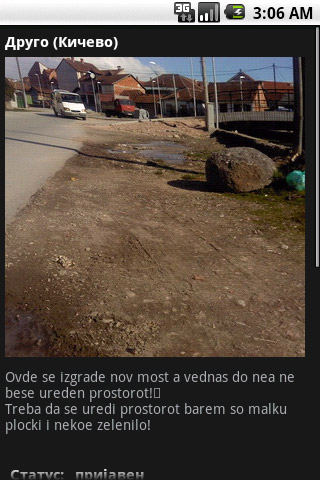 3G
3:06 AM
Друго (Кичево)
Ovde se izgrade nov most a vednas do nea ne
bese ureden prostorot!
Treba da se uredi prostorot barem so malku
plocki i nekoe zelenilo!
Статус: пријавен